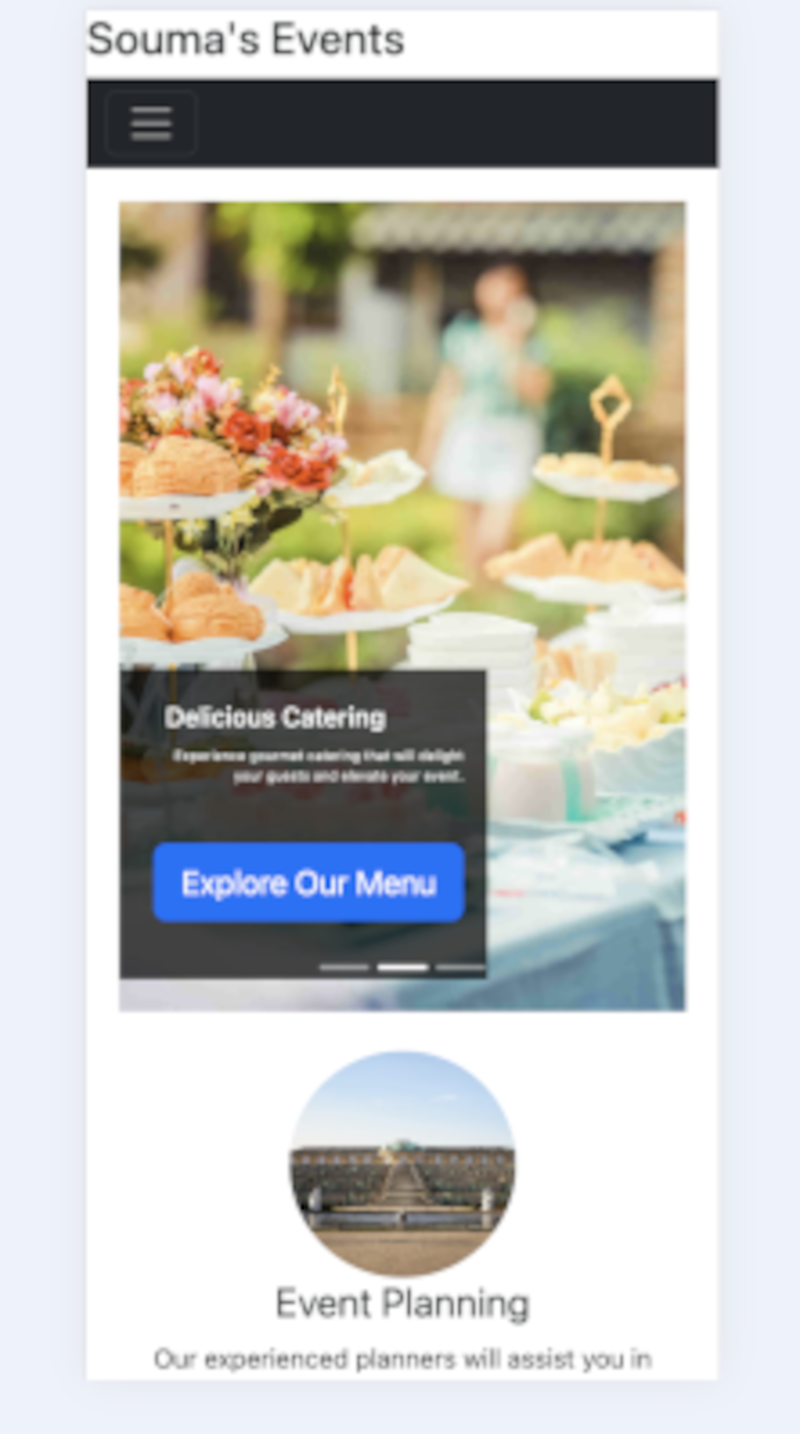 Souma's Events
Delicious Catering
Experience gourmet catering that will delight
your guests and elevate your event.
Explore Our Menu
Event Planning
Our experienced planners will assist you in